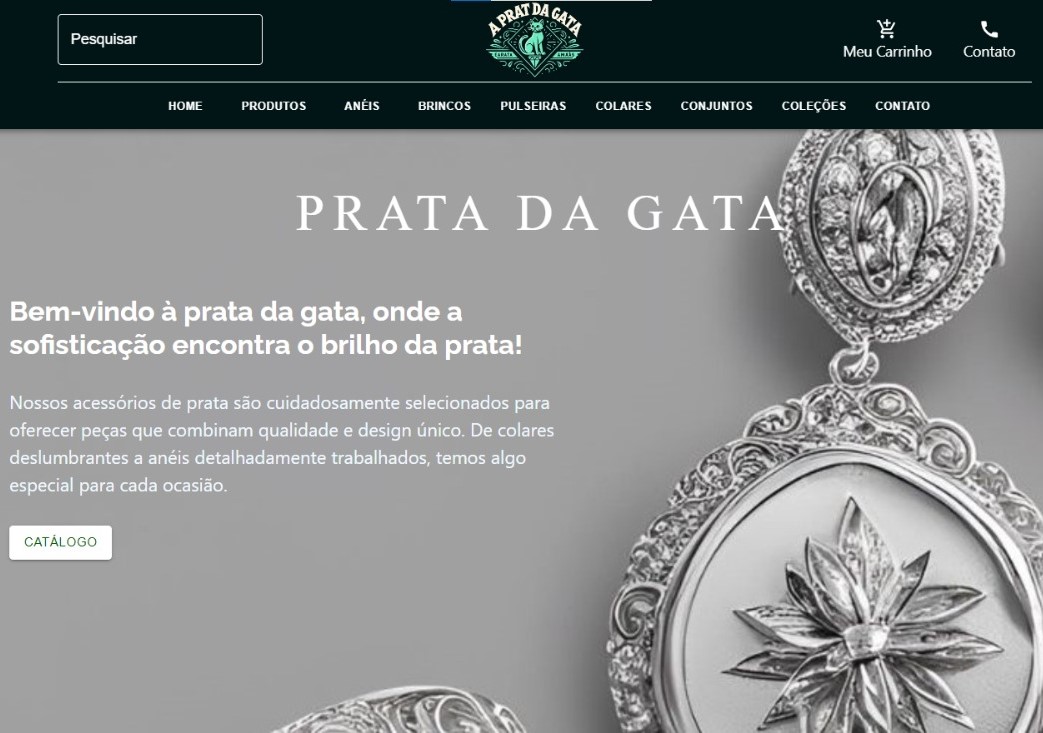 Pesquisar
A PRAT DA GATA
Meu Carrinho
Contato
HOME PRODUTOS ANÉIS BRINCOS PULSEIRAS COLARES CONJUNTOS COLEÇÕES CONTATO
PRATA DA GATA
Bem-vindo à prata da gata, onde a
sofisticação encontra o brilho da prata!
Nossos acessórios de prata são cuidadosamente selecionados para
oferecer peças que combinam qualidade e design único. De colares
deslumbrantes a anéis detalhadamente trabalhados, temos algo
especial para cada ocasião.
CATÁLOGO